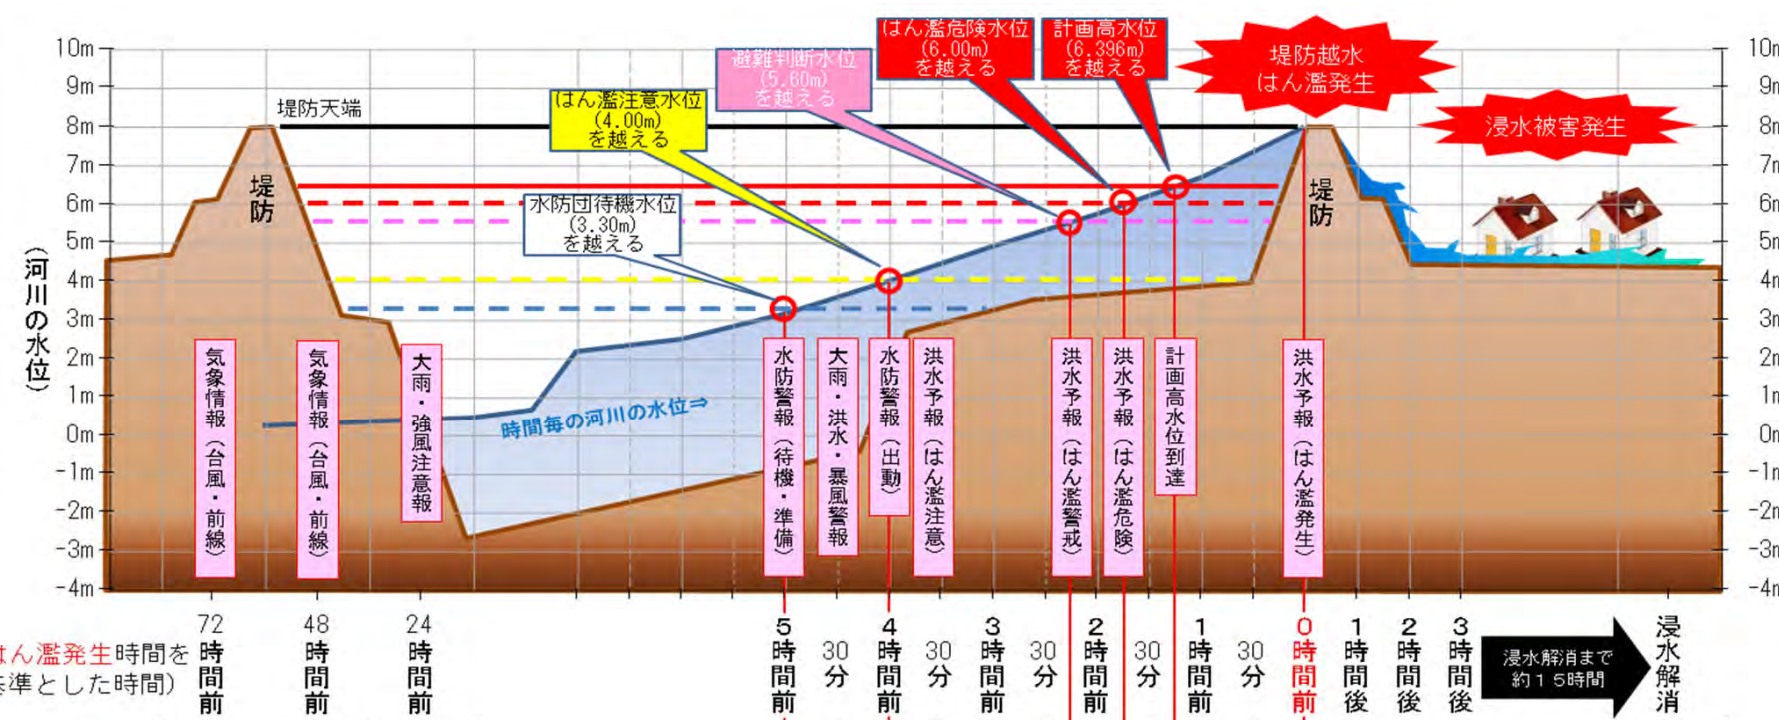 はん濫危険水位
(6.00m)
を越える
計画高水位
(6.396m)
を越える
堤防越水
はん濫発生
避難判断水位
(5.60m)
を越える
はん濫注意水位
(4.00m)
を越える
浸水被害発生
堤防天端
水防団待機水位
(3.30m)
を越える
堤防
堤防
10m
9m
8m
7m
6m
5m
4m
3m
2m
1m
0m
-1m
-2m
-3m
-4m
(河川の水位)
10m
9m
8m
7m
6m
5m
4m
3m
2m
1m
0m
-1m
-2m
-3m
-4m
時間毎の河川の水位⇒
気象情報(台風・前線)
気象情報(台風・前線)
大雨・強風注意報
水防警報(待機・準備)
大雨・洪水・暴風警報
水防警報(出動)
洪水予報(はん濫注意)
洪水予報(はん濫警戒)
洪水予報(はん濫危険)
計画高水位到達
洪水予報(はん濫発生)
はん濫発生時間を
基準とした時間)
72時間前
48時間前
24時間前
5時間前
30分
4時間前
30分
3時間前
30分
2時間前
30分
1時間前
30分
0時間前
1時間後
2時間後
3時間後
浸水解消まで
約15時間
浸水解消